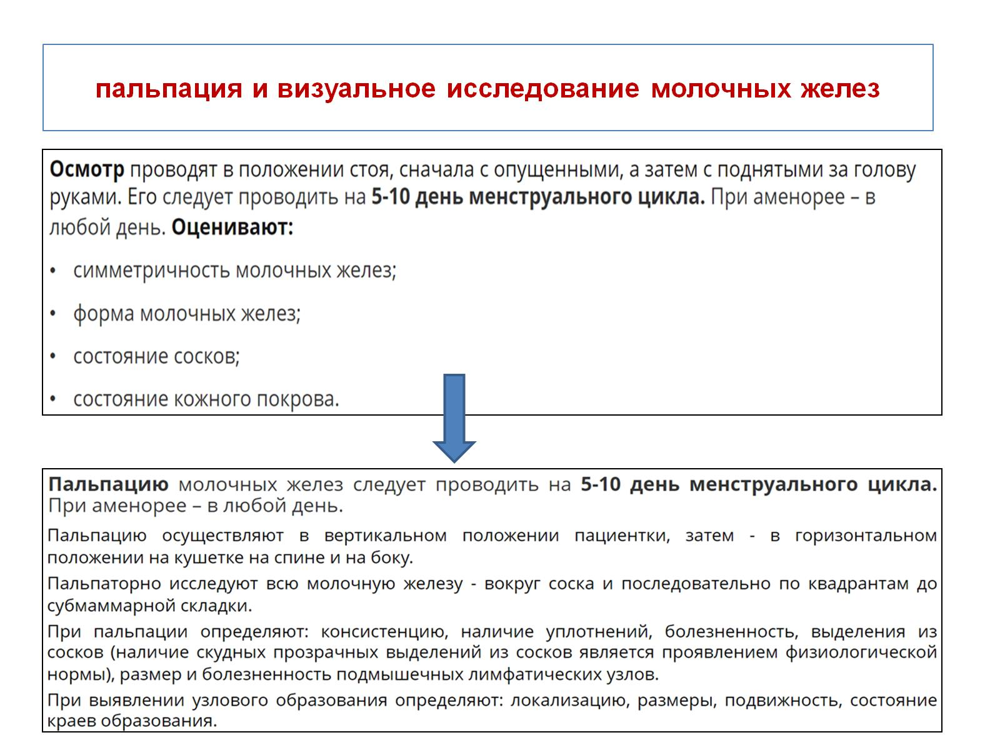 пальпация и визуальное исследование молочных желез
Осмотр проводят в положении стоя, сначала с опущенными, а затем с поднятыми за голову
руками. Его следует проводить на 5-10 день менструального цикла. При аменорее – в
любой день. Оценивают:
• симметричность молочных желез;
• форма молочных желез;
• состояние сосков;
• состояние кожного покрова.
Пальпацию молочных желез следует проводить на 5-10 день менструального цикла.
При аменорее – в любой день.
Пальпацию осуществляют в вертикальном положении пациентки, затем - в горизонтальном
положении на кушетке на спине и на боку.
Пальпаторно исследуют всю молочную железу - вокруг соска и последовательно по квадрантам до
субмаммарной складки.
При пальпации определяют: консистенцию, наличие уплотнений, болезненность, выделения из
сосков (наличие скудных прозрачных выделений из сосков является проявлением физиологической
нормы), размер и болезненность подмышечных лимфатических узлов.
При выявлении узлового образования определяют: локализацию, размеры, подвижность, состояние
краев образования.